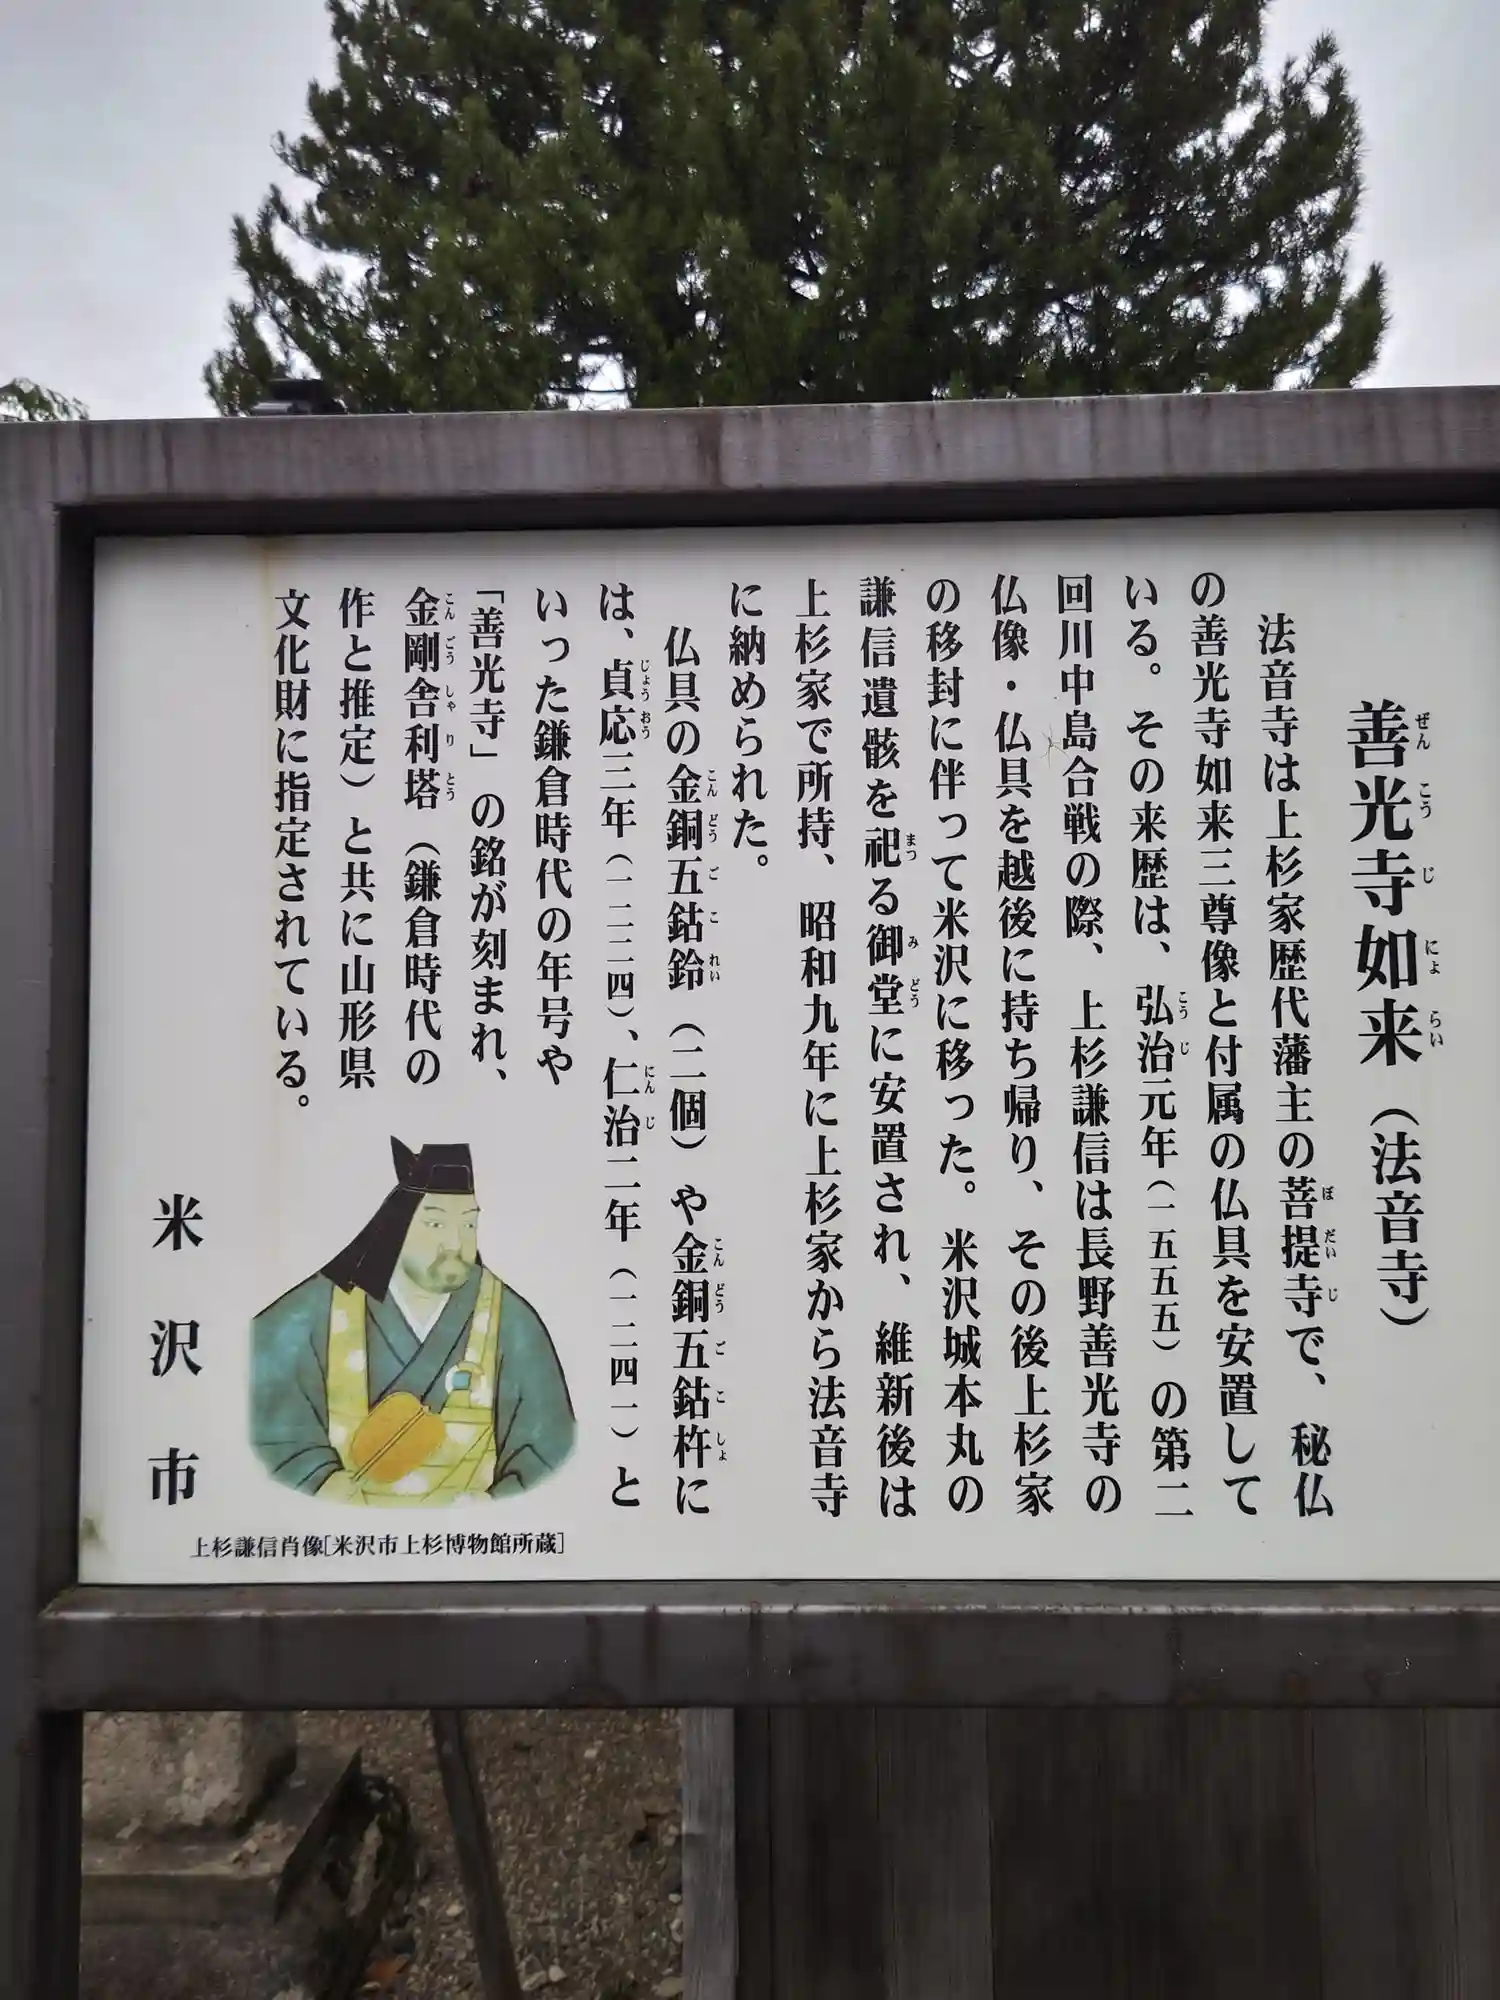 善光寺如来（法音寺）
法音寺は上杉家歴代藩主の菩提寺で、秘仏
の善光寺如来三尊像と付属の仏具を安置して
いる。その来歴は、弘治元年（一五五五）の第二
回川中島合戦の際、上杉謙信は長野善光寺の
仏像・仏具を越後に持ち帰り、その後上杉家
の移封に伴って米沢に移った。米沢城本丸の
謙信遺骸を祀る御堂に安置され、維新後は
上杉家で所持、昭和九年に上杉家から法音寺
に納められた。
仏具の金銅五鈷鈴（二個）や金銅五鈷杵に
は、貞応三年（一二二四）、仁治二年（一二四一）と
いった鎌倉時代の年号や
「善光寺」の銘が刻まれ、
金剛舎利塔（鎌倉時代の
作と推定）と共に山形県
文化財に指定されている。
米沢市
上杉謙信肖像[米沢市上杉博物館所蔵]